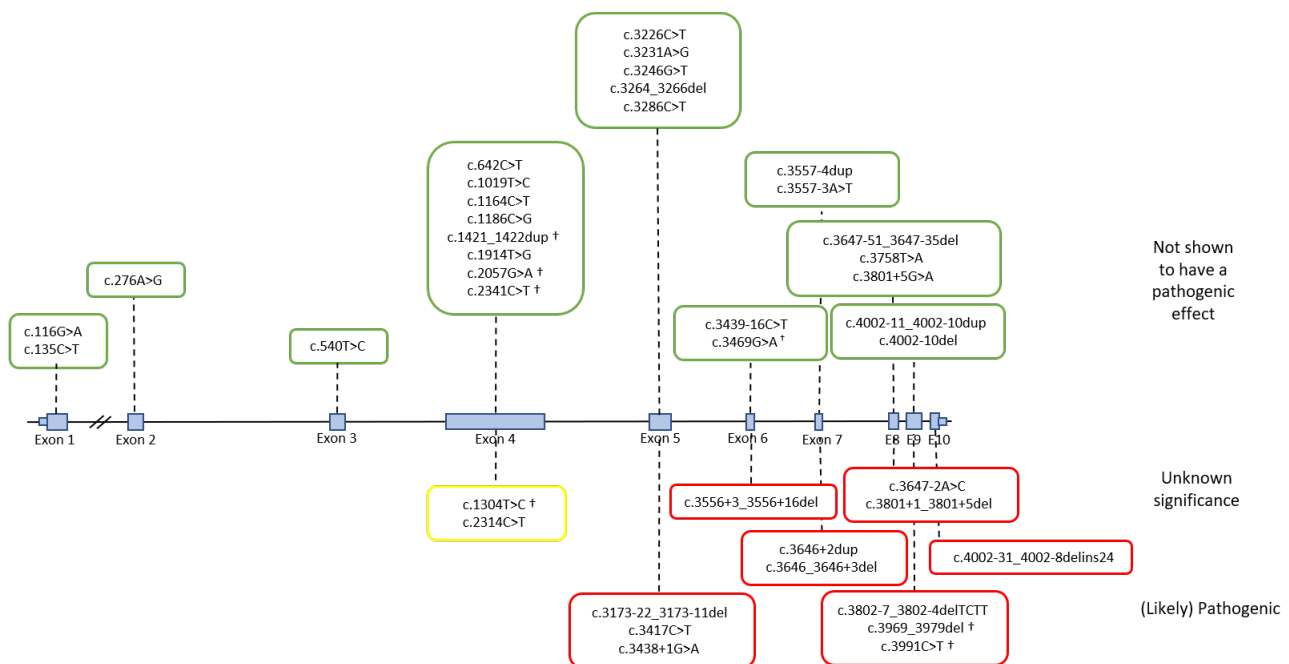 c.3226C>T
c.3231A>G
c.3246G>T
c.3264_3266del
c.3286C>T
c.642C>T
c.1019T>C
c.1164C>T
c.1186C>G
c.1421_1422dup †
c.1914T>G
c.2057G>A †
c.2341C>T †
c.3557-4dup
c.3557-3A>T
c.3647-51_3647-35del
c.3758T>A
c.3801+5G>A
Not shown
to have a
pathogenic
effect
c.276A>G
c.116G>A
c.135C>T
c.540T>C
c.3439-16C>T
c.3469G>A †
c.4002-11_4002-10dup
c.4002-10del
Exon 1
Exon 2
Exon 3
Exon 4
Exon 5
Exon 6
Exon 7
E8
E9
E10
c.1304T>C †
c.2314C>T
c.3556+3_3556+16del
c.3647-2A>C
c.3801+1_3801+5del
Unknown
significance
c.3646+2dup
c.3646_3646+3del
c.4002-31_4002-8delins24
c.3173-22_3173-11del
c.3417C>T
c.3438+1G>A
c.3802-7_3802-4delTCTT
c.3969_3979del †
c.3991C>T †
(Likely) Pathogenic